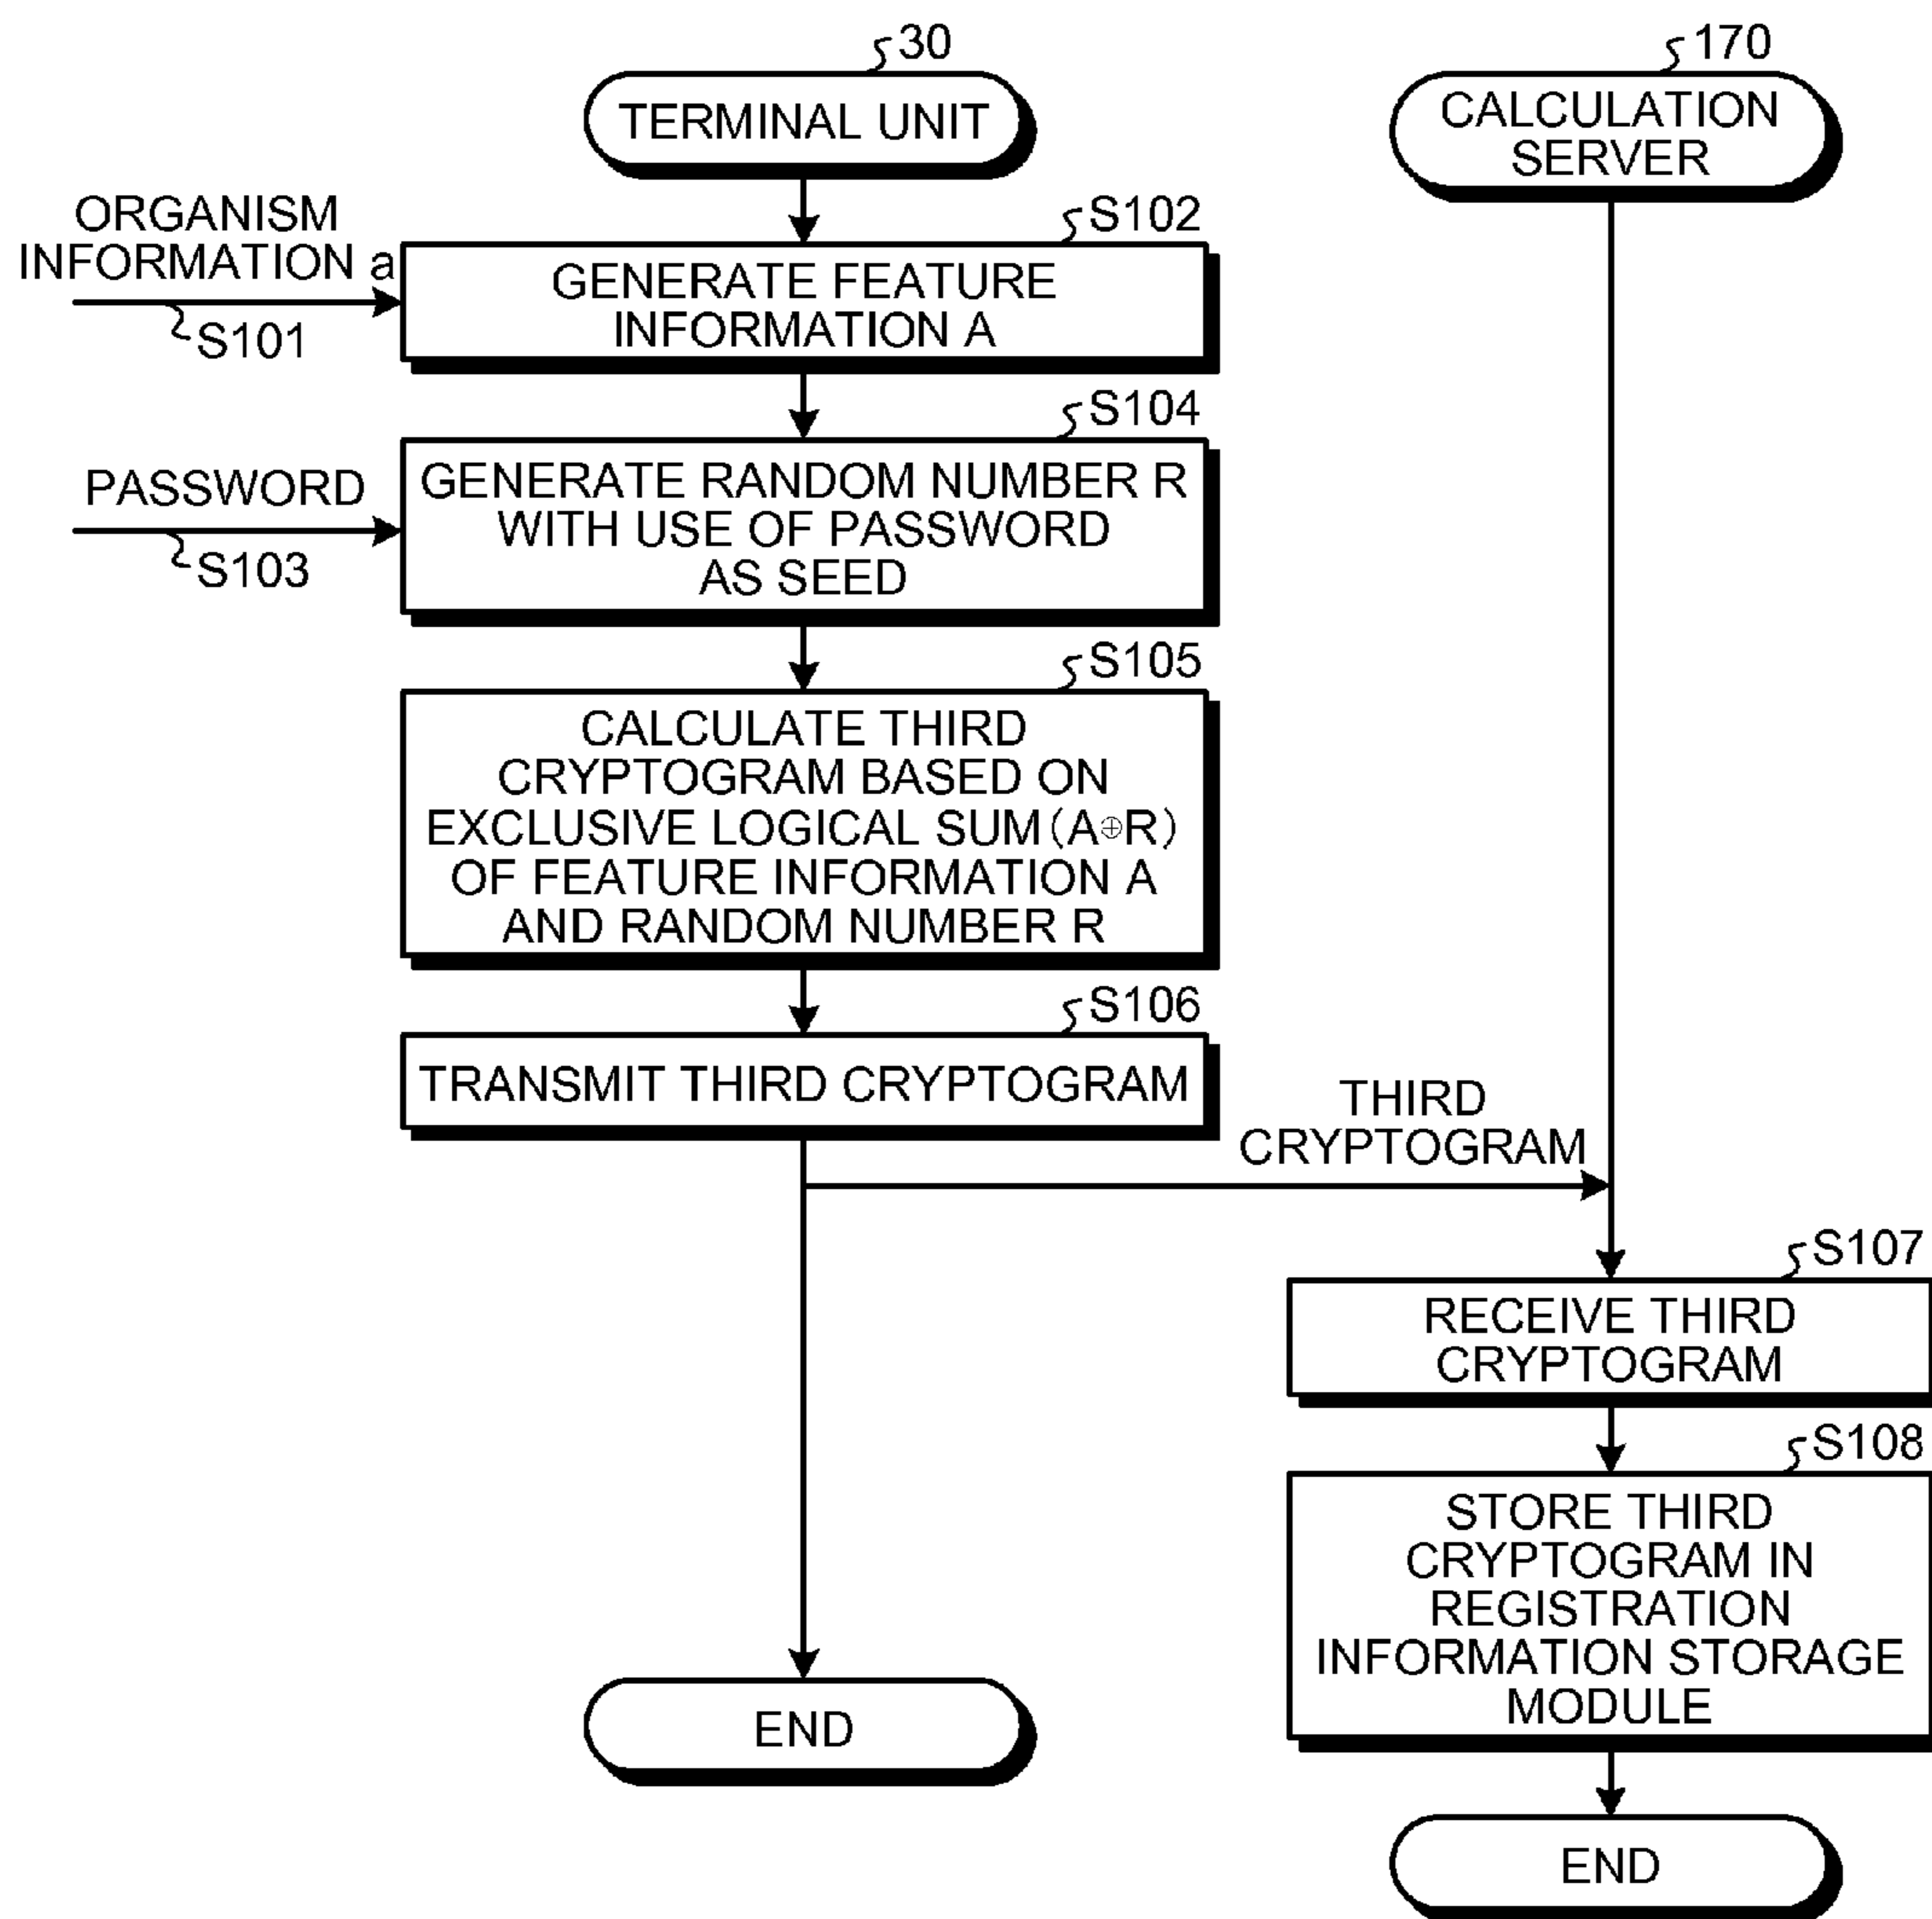 30
TERMINAL UNIT
170
CALCULATION
SERVER
ORGANISM
INFORMATION a
S101
S102
GENERATE FEATURE
INFORMATION A
PASSWORD
S103
S104
GENERATE RANDOM NUMBER R
WITH USE OF PASSWORD
AS SEED
S105
CALCULATE THIRD
CRYPTOGRAM BASED ON
EXCLUSIVE LOGICAL SUM(A⊕R)
OF FEATURE INFORMATION A
AND RANDOM NUMBER R
S106
TRANSMIT THIRD CRYPTOGRAM
THIRD
CRYPTOGRAM
S107
RECEIVE THIRD
CRYPTOGRAM
S108
STORE THIRD
CRYPTOGRAM IN
REGISTRATION
INFORMATION STORAGE
MODULE
END
END